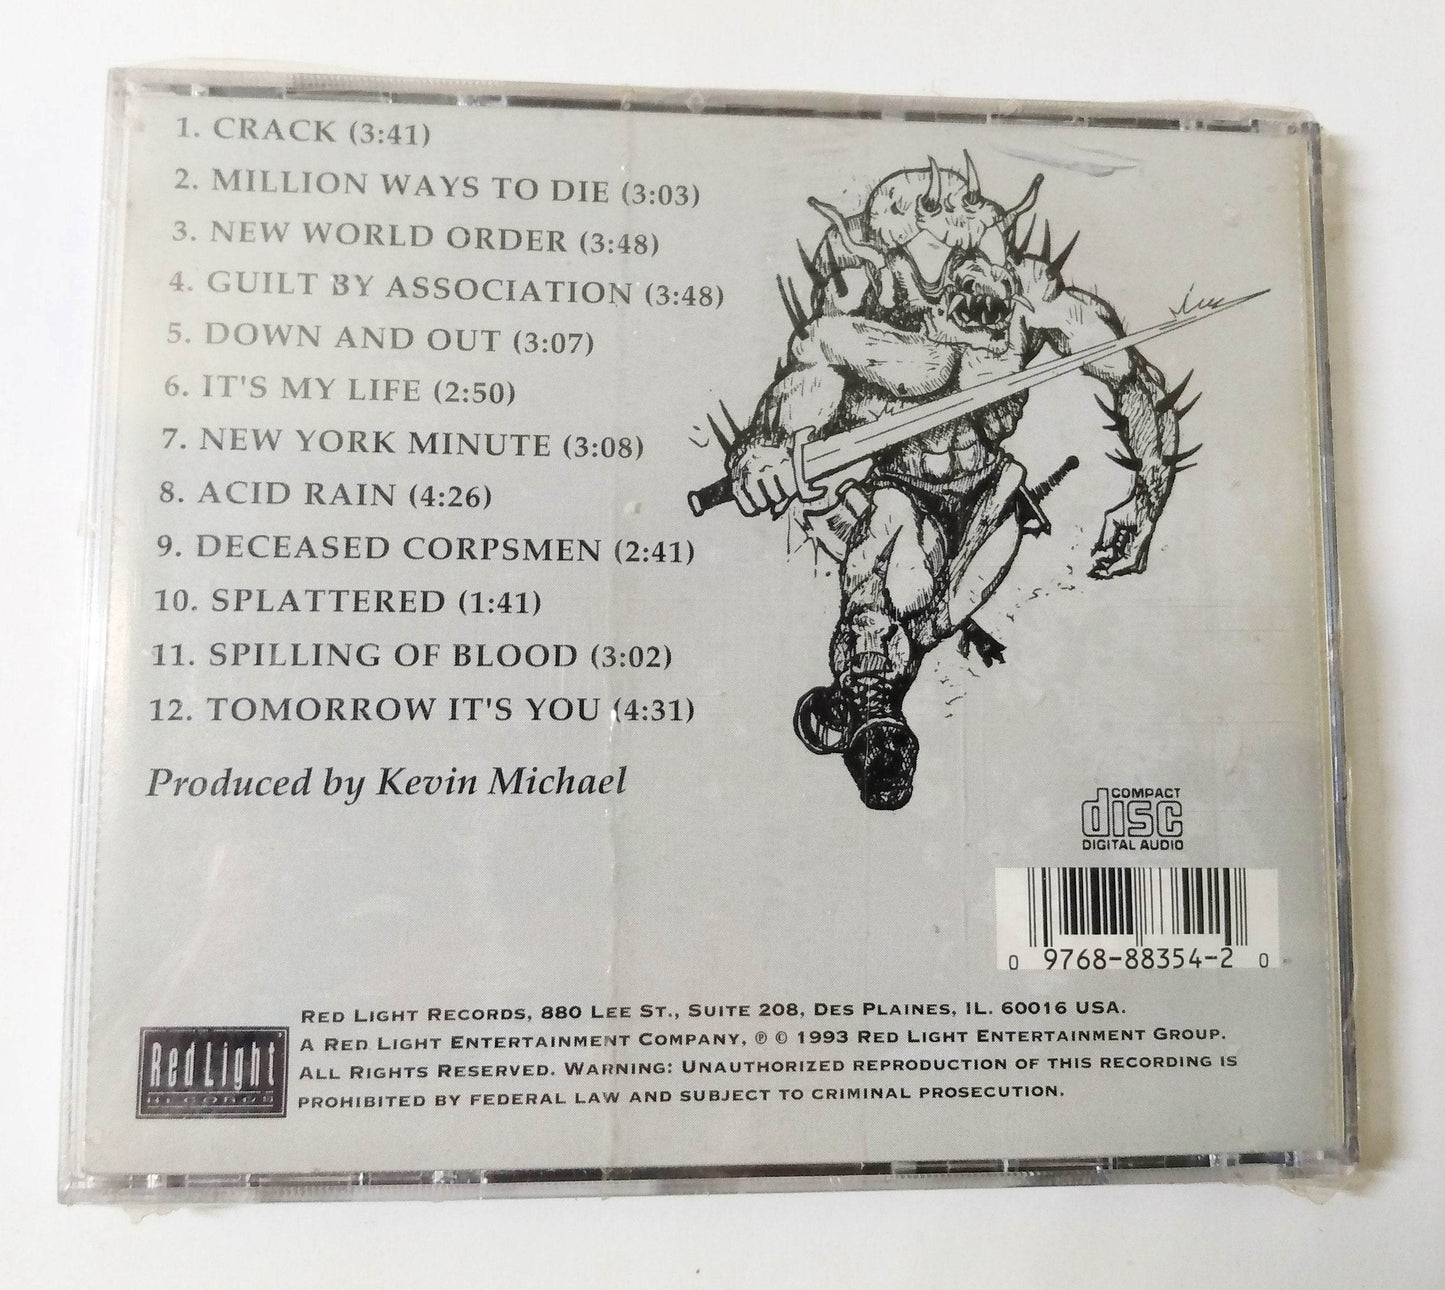 1. CRACK (3:41)
2. MILLION WAYS TO DIE (3:03)
3. NEW WORLD ORDER (3:48)
4. GUILT BY ASSOCIATION (3:48)
5. DOWN AND OUT (3:07)
6. IT'S MY LIFE (2:50)
7. NEW YORK MINUTE (3:08)
8. ACID RAIN (4:26)
9. DECEASED CORPSMEN (2:41)
10. SPLATTERED (1:41)
11. SPILLING OF BLOOD (3:02)
12. TOMORROW IT'S YOU (4:31)
Produced by Kevin Michael
COMPACT
disc
DIGITAL AUDIO
0 9768-88354-2 0
RED LIGHT RECORDS, 880 LEE ST., SUITE 208, DES PLAINES, IL. 60016 USA.
A RED LIGHT ENTERTAINMENT COMPANY, ℗ © 1993 RED LIGHT ENTERTAINMENT GROUP.
ALL RIGHTS RESERVED. WARNING: UNAUTHORIZED REPRODUCTION OF THIS RECORDING IS
PROHIBITED BY FEDERAL LAW AND SUBJECT TO CRIMINAL PROSECUTION.
Red Light
RECORDS